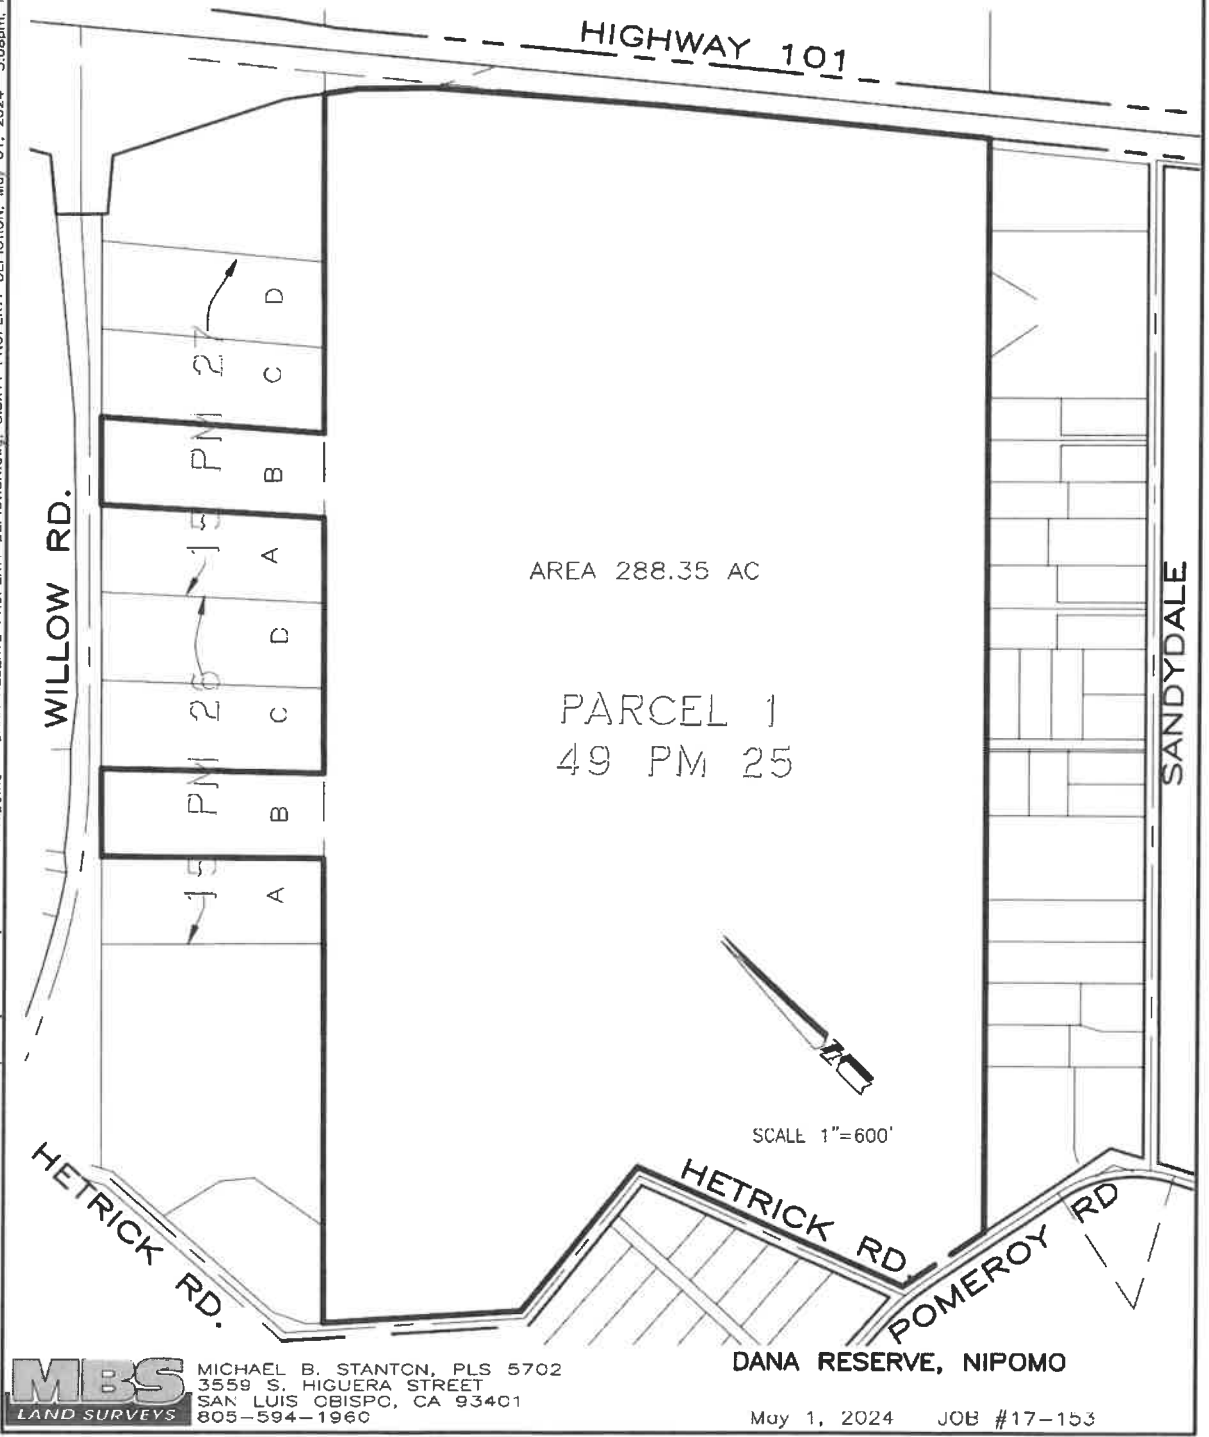 HIGHWAY 101
D
C
15 PM 27
B
A
WILLOW RD.
AREA 288.35 AC
D
C
15 PM 26
B
A
PARCEL 1
49 PM 25
SANDYDALE
SCALE 1"=600'
HETRICK RD.
HETRICK RD.
POMEROY RD
MBS
LAND SURVEYS
MICHAEL B. STANTON, PLS 5702
3559 S. HIGUERA STREET
SAN LUIS OBISPO, CA 93401
805-594-1960
DANA RESERVE, NIPOMO
May 1, 2024 JOB #17-153